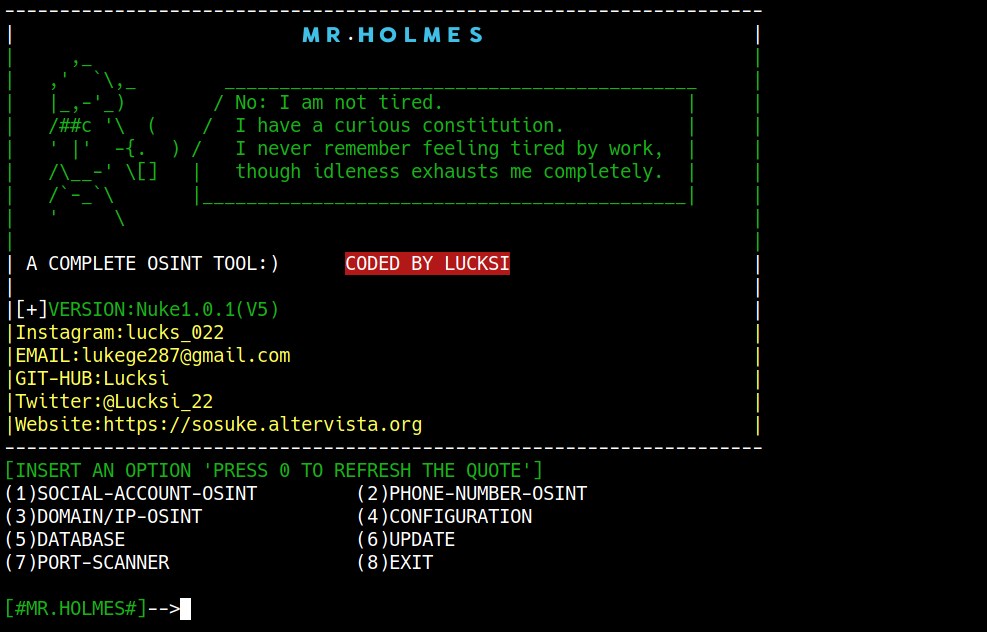 MR.HOLMES
No: I am not tired.
I have a curious constitution.
I never remember feeling tired by work,
though idleness exhausts me completely.
A COMPLETE OSINT TOOL:) CODED BY LUCKSI
[+]VERSION:Nuke1.0.1(V5)
Instagram:lucks_022
EMAIL:lukege287@gmail.com
GIT-HUB:Lucksi
Twitter:@Lucksi_22
Website:https://sosuke.altervista.org
[INSERT AN OPTION 'PRESS 0 TO REFRESH THE QUOTE']
(1)SOCIAL-ACCOUNT-OSINT (2)PHONE-NUMBER-OSINT
(3)DOMAIN/IP-OSINT (4)CONFIGURATION
(5)DATABASE (6)UPDATE
(7)PORT-SCANNER (8)EXIT
[#MR.HOLMES#]-->